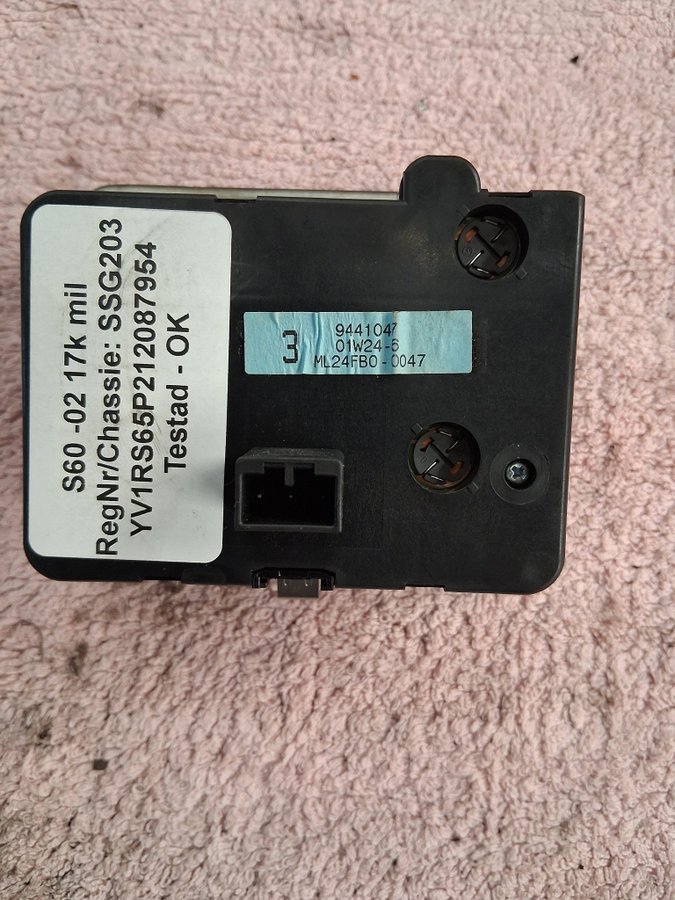 S60 -02 17k mil
RegNr/Chassie: SSG203
YV1RS65P212087954
Testad - OK
3
9441047
01W24-6
ML24FB0-0047